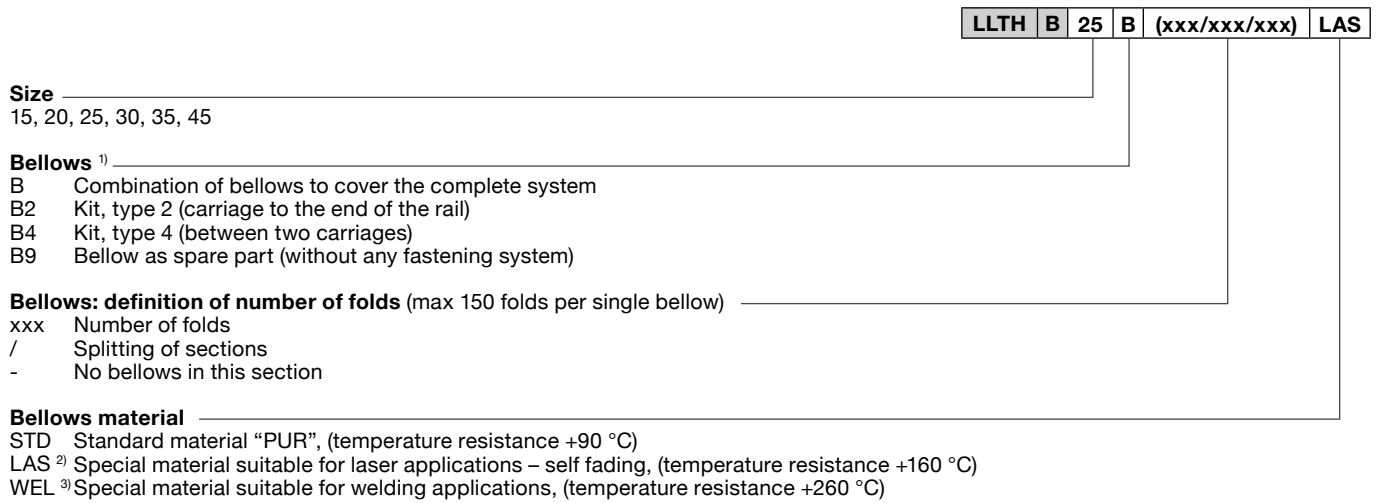 LLTH B 25 B (xxx/xxx/xxx) LAS
Size
15, 20, 25, 30, 35, 45
Bellows 1)
B Combination of bellows to cover the complete system
B2 Kit, type 2 (carriage to the end of the rail)
B4 Kit, type 4 (between two carriages)
B9 Bellow as spare part (without any fastening system)
Bellows: definition of number of folds (max 150 folds per single bellow)
xxx Number of folds
/ Splitting of sections
- No bellows in this section
Bellows material
STD Standard material “PUR”, (temperature resistance +90 °C)
LAS 2) Special material suitable for laser applications – self fading, (temperature resistance +160 °C)
WEL 3) Special material suitable for welding applications, (temperature resistance +260 °C)